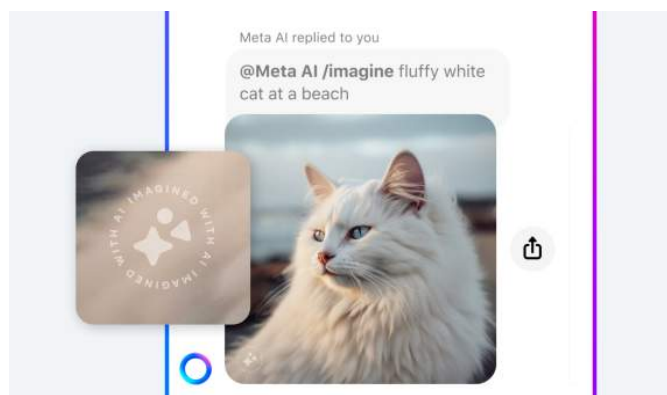 Meta AI replied to you
@Meta AI /imagine fluffy white
cat at a beach
IMAGINED WITH AI IMAGINED WITH AI